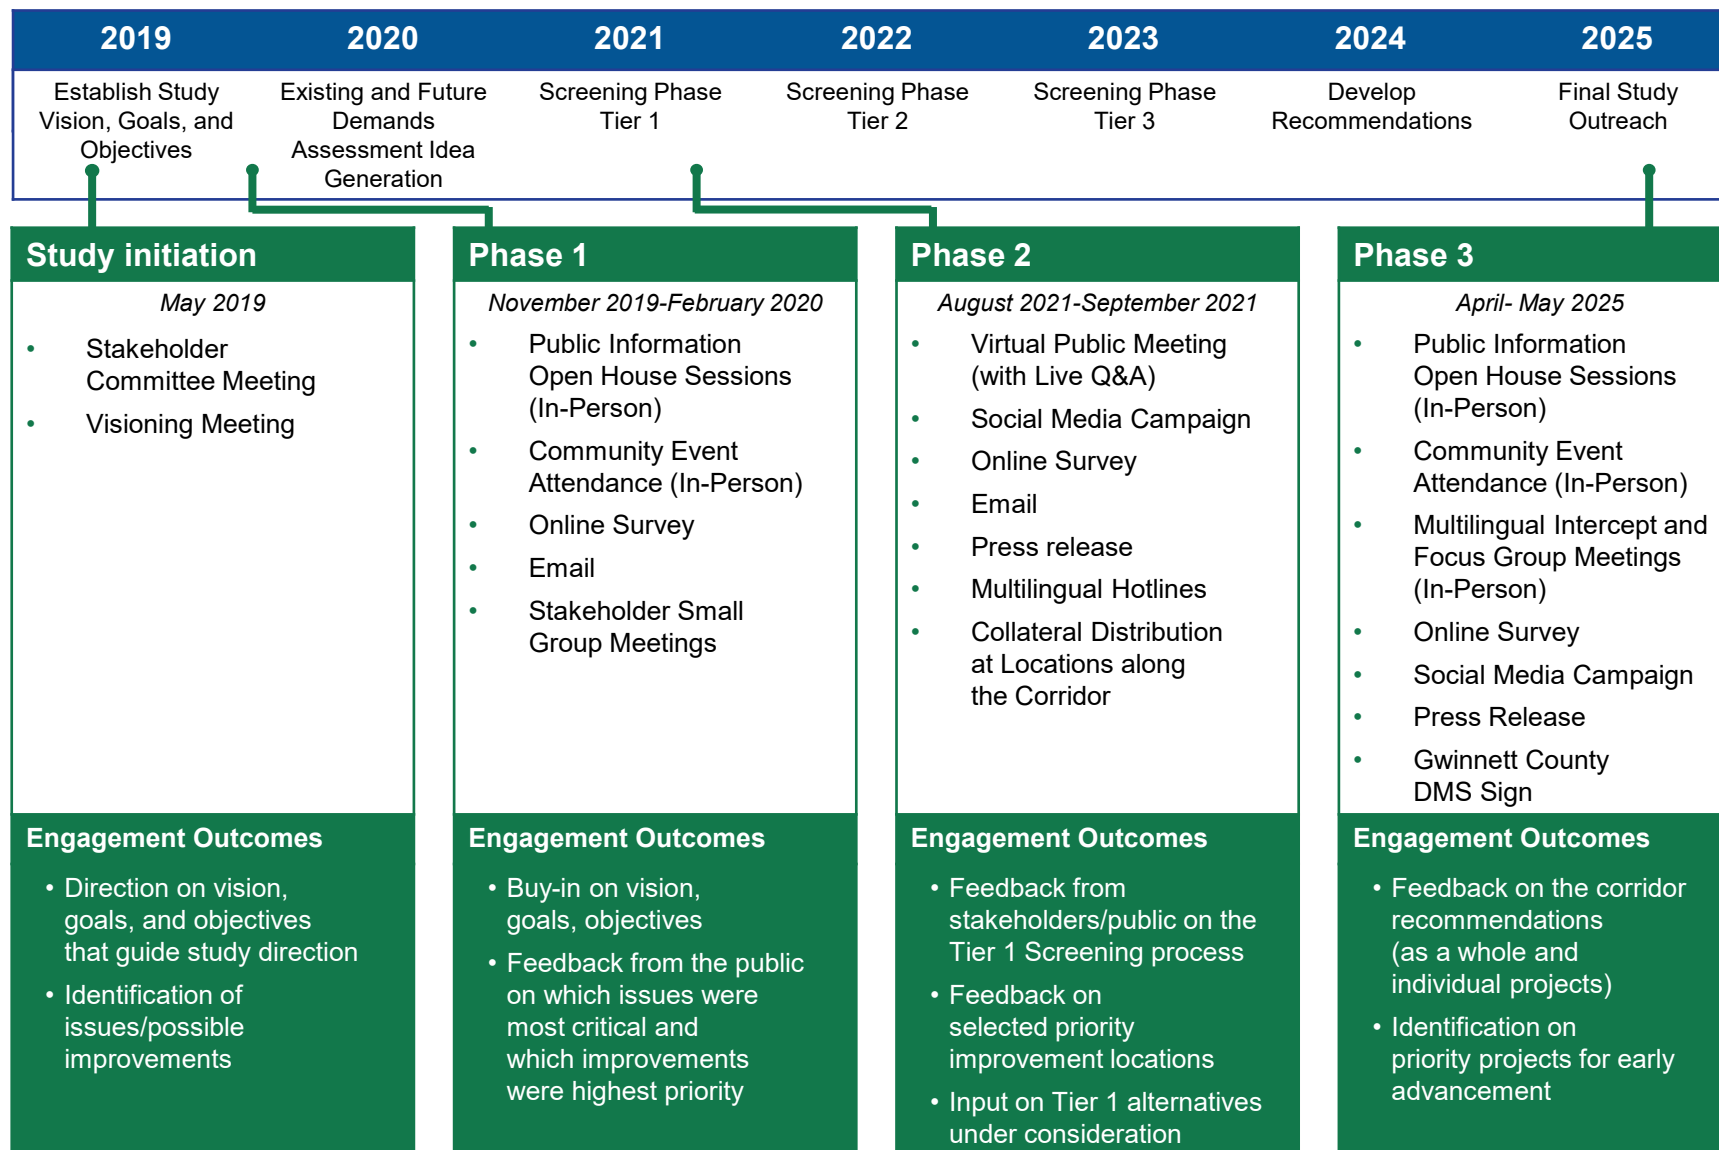 2019
2020
2021
2022
2023
2024
2025
Establish Study
Vision, Goals, and
Objectives
Existing and Future
Demands
Assessment Idea
Generation
Screening Phase
Tier 1
Screening Phase
Tier 2
Screening Phase
Tier 3
Develop
Recommendations
Final Study
Outreach
Study initiation
May 2019
• Stakeholder
Committee Meeting
• Visioning Meeting
Engagement Outcomes
• Direction on vision,
goals, and objectives
that guide study direction
• Identification of
issues/possible
improvements
Phase 1
November 2019-February 2020
• Public Information
Open House Sessions
(In-Person)
• Community Event
Attendance (In-Person)
• Online Survey
• Email
• Stakeholder Small
Group Meetings
Engagement Outcomes
• Buy-in on vision,
goals, objectives
• Feedback from the public
on which issues were
most critical and
which improvements
were highest priority
Phase 2
August 2021-September 2021
• Virtual Public Meeting
(with Live Q&A)
• Social Media Campaign
• Online Survey
• Email
• Press release
• Multilingual Hotlines
• Collateral Distribution
at Locations along
the Corridor
Engagement Outcomes
• Feedback from
stakeholders/public on the
Tier 1 Screening process
• Feedback on
selected priority
improvement locations
• Input on Tier 1 alternatives
under consideration
Phase 3
April- May 2025
• Public Information
Open House Sessions
(In-Person)
• Community Event
Attendance (In-Person)
• Multilingual Intercept and
Focus Group Meetings
(In-Person)
• Online Survey
• Social Media Campaign
• Press Release
• Gwinnett County
DMS Sign
Engagement Outcomes
• Feedback on the corridor
recommendations
(as a whole and
individual projects)
• Identification on
priority projects for early
advancement